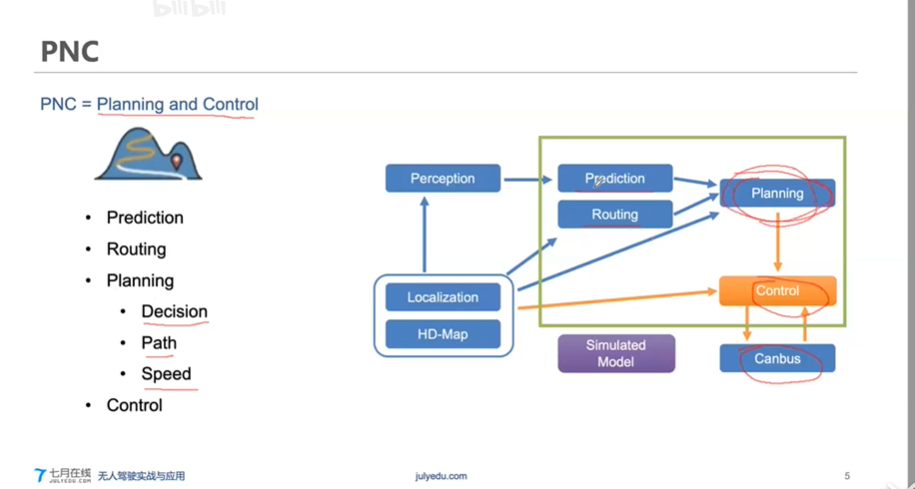 bilibili
PNC
PNC = Planning and Control
• Prediction
• Routing
• Planning
• Decision
• Path
• Speed
• Control
Perception
Prediction
Planning
Routing
Localization
Control
HD-Map
Simulated
Model
Canbus
七月在线
JULYEDU.COM
无人驾驶实战与应用
julyedu.com
5